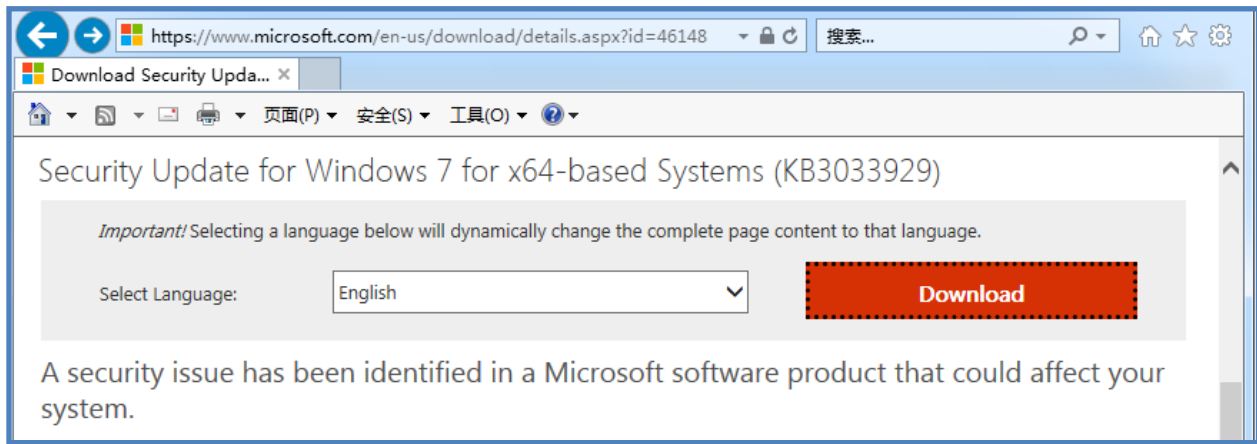 https://www.microsoft.com/en-us/download/details.aspx?id=46148
搜索...
Download Security Upda...
页面(P)
安全(S)
工具(O)
Security Update for Windows 7 for x64-based Systems (KB3033929)
Important! Selecting a language below will dynamically change the complete page content to that language.
Select Language:
English
Download
A security issue has been identified in a Microsoft software product that could affect your
system.